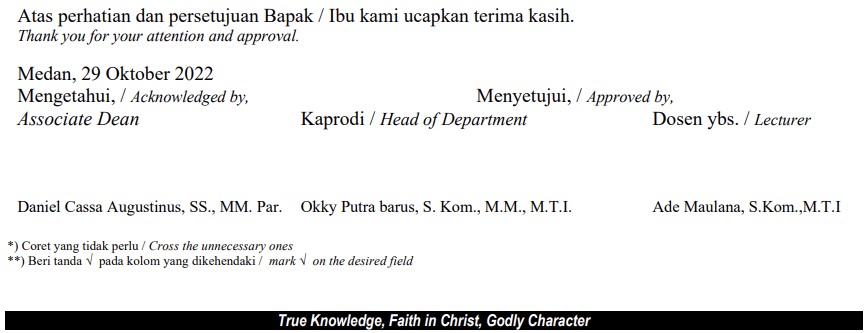 Atas perhatian dan persetujuan Bapak / Ibu kami ucapkan terima kasih.
Thank you for your attention and approval.
Medan, 29 Oktober 2022
Mengetahui, / Acknowledged by, Menyetujui, / Approved by,
Associate Dean Kaprodi / Head of Department Dosen ybs. / Lecturer
Daniel Cassa Augustinus, SS., MM. Par. Okky Putra barus, S. Kom., M.M., M.T.I. Ade Maulana, S.Kom.,M.T.I
*) Coret yang tidak perlu / Cross the unnecessary ones
**) Beri tanda √ pada kolom yang dikehendaki / mark √ on the desired field
True Knowledge, Faith in Christ, Godly Character